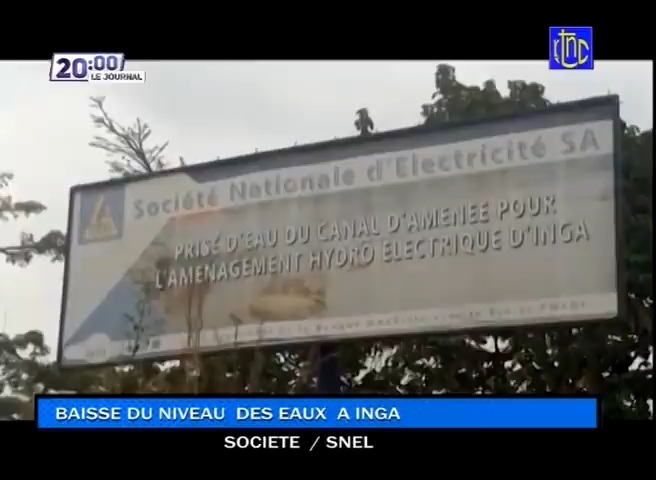 20:00
LE JOURNAL
rtnc
Société Nationale d'Electricité SA
PRISE D'EAU DU CANAL D'AMENEE POUR
L'AMENAGEMENT HYDRO ELECTRIQUE D'INGA
BAISSE DU NIVEAU DES EAUX A INGA
SOCIETE / SNEL